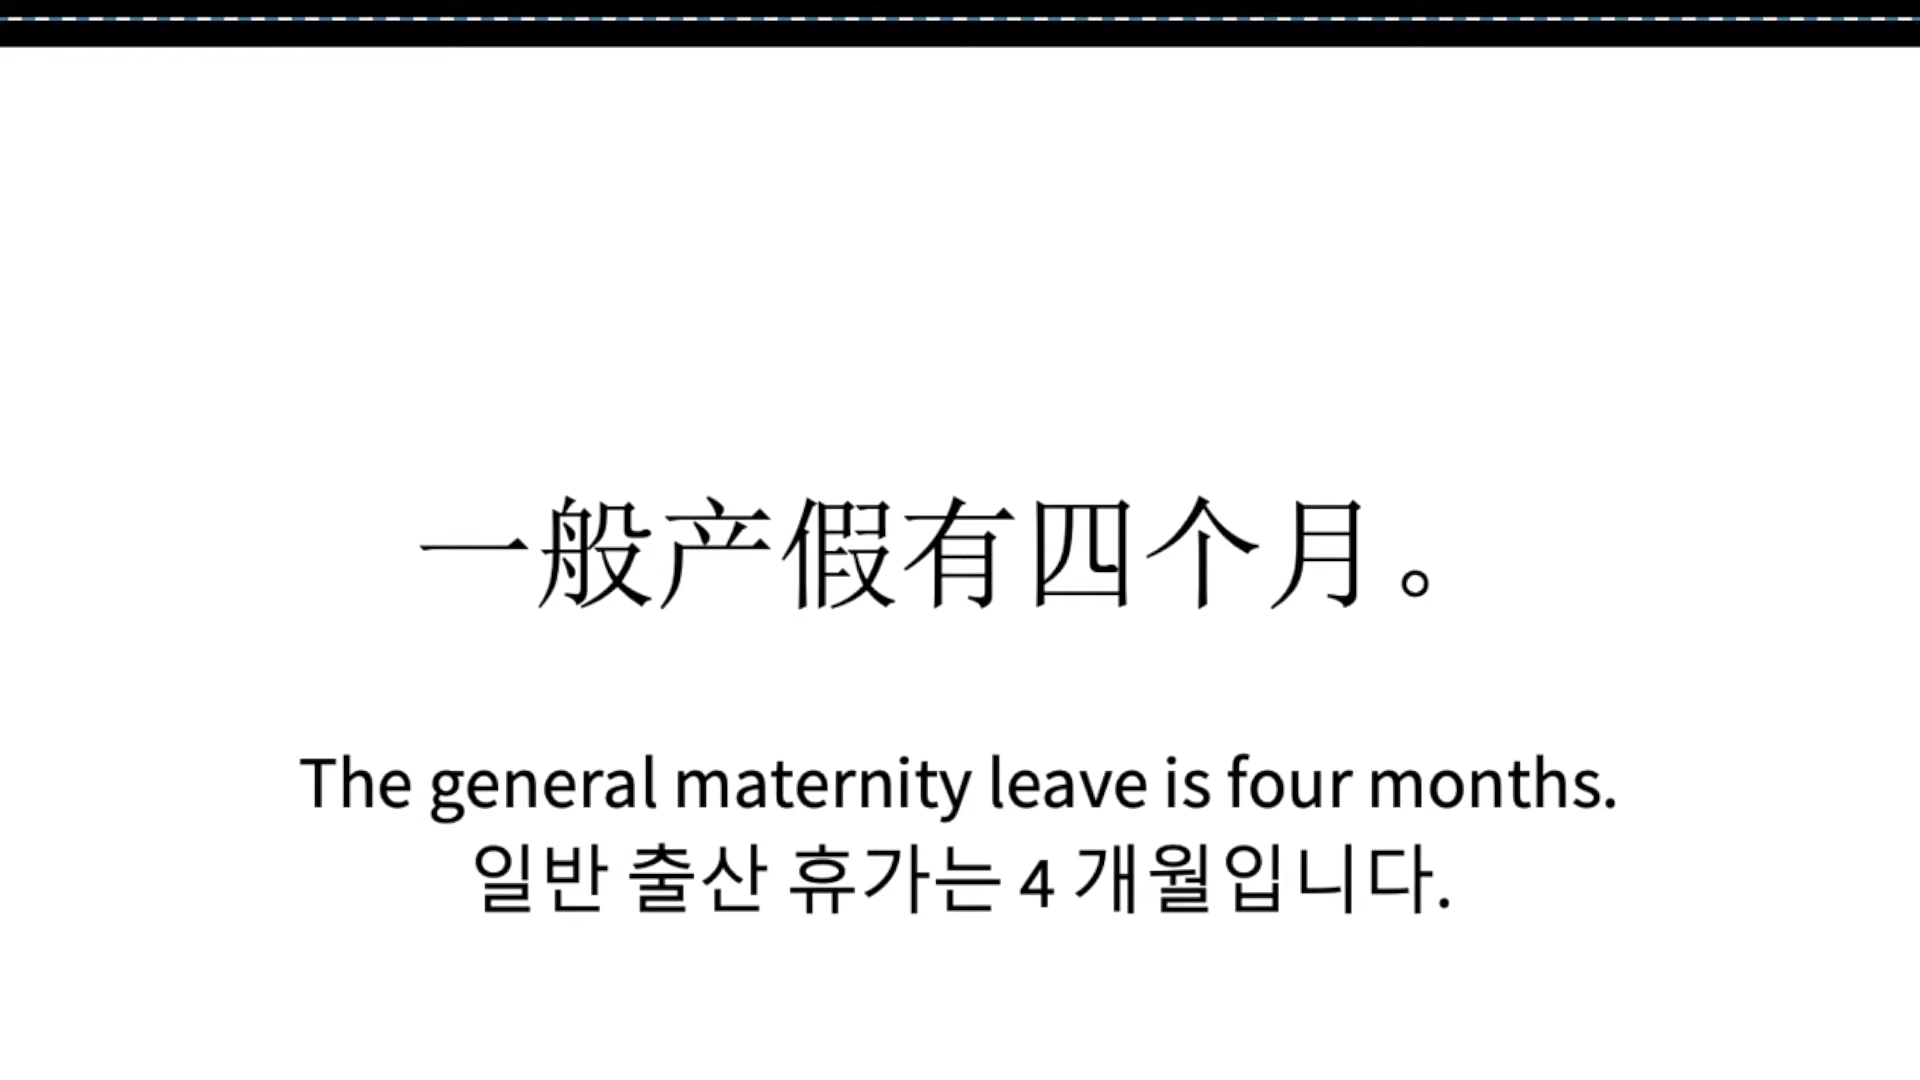 一般产假有四个月。
The general maternity leave is four months.
일반 출산 휴가는 4 개월입니다.